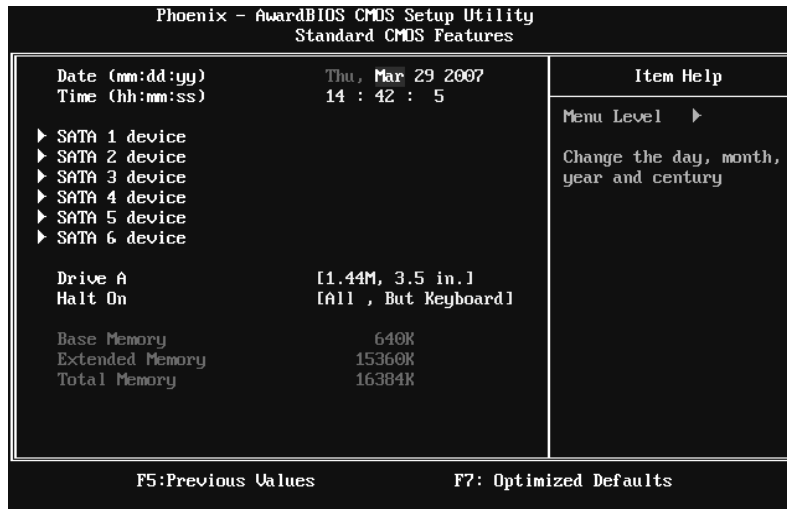 Phoenix - AwardBIOS CMOS Setup Utility
Standard CMOS Features
Date (mm:dd:yy) Thu, Mar 29 2007
Time (hh:mm:ss) 14 : 42 : 5
SATA 1 device
SATA 2 device
SATA 3 device
SATA 4 device
SATA 5 device
SATA 6 device
Drive A [1.44M, 3.5 in.]
Halt On [All , But Keyboard]
Base Memory 640K
Extended Memory 15360K
Total Memory 16384K
Item Help
Menu Level
Change the day, month,
year and century
F5:Previous Values F7: Optimized Defaults